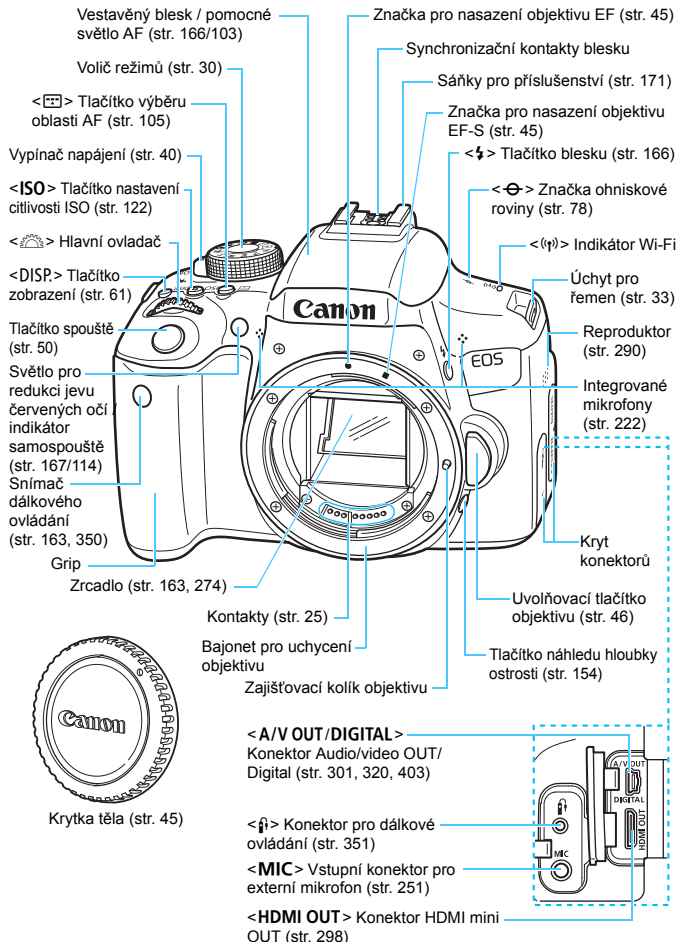 Vestavěný blesk / pomocné
světlo AF (str. 166/103)
Volič režimů (str. 30)
< > Tlačítko výběru
oblasti AF (str. 105)
Vypínač napájení (str. 40)
<ISO> Tlačítko nastavení
citlivosti ISO (str. 122)
< > Hlavní ovladač
<DISP.> Tlačítko
zobrazení (str. 61)
Tlačítko spouště
(str. 50)
Světlo pro
redukci jevu
červených očí /
indikátor
samospouště
(str. 167/114)
Snímač
dálkového
ovládání
(str. 163, 350)
Grip
Zrcadlo (str. 163, 274)
Kontakty (str. 25)
Bajonet pro uchycení
objektivu
Zajišťovací kolík objektivu
Značka pro nasazení objektivu EF (str. 45)
Synchronizační kontakty blesku
Sáňky pro příslušenství (str. 171)
Značka pro nasazení objektivu
EF-S (str. 45)
< > Tlačítko blesku (str. 166)
< > Značka ohniskové
roviny (str. 78)
< > Indikátor Wi-Fi
Úchyt pro
řemen (str. 33)
Reproduktor
(str. 290)
Integrované
mikrofony
(str. 222)
Kryt
konektorů
Uvolňovací tlačítko
objektivu (str. 46)
Tlačítko náhledu hloubky
ostrosti (str. 154)
Canon
EOS
Canon
Krytka těla (str. 45)
<A/V OUT/DIGITAL>
Konektor Audio/video OUT/
Digital (str. 301, 320, 403)
< > Konektor pro dálkové
ovládání (str. 351)
<MIC> Vstupní konektor pro
externí mikrofon (str. 251)
<HDMI OUT> Konektor HDMI mini
OUT (str. 298)
A/V OUT
DIGITAL
HDMI OUT
MIC